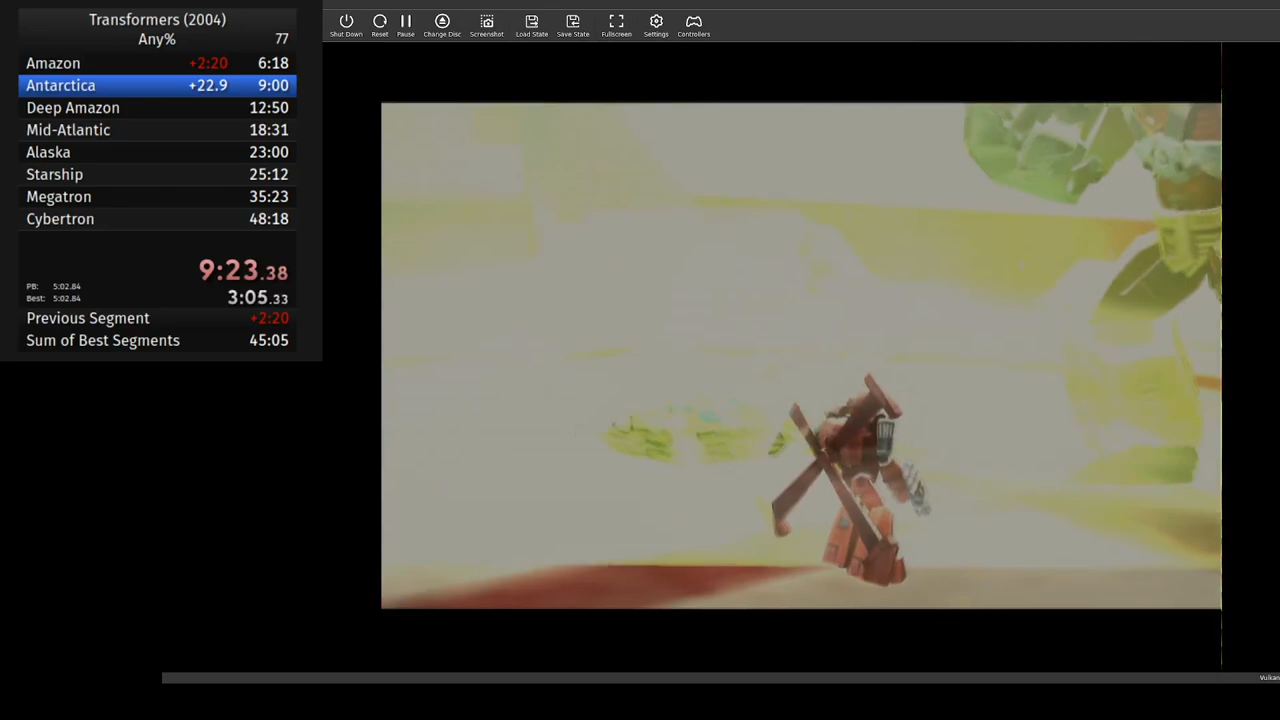 Transformers (2004)
Any% 77
Amazon +2:20 6:18
Antarctica +22.9 9:00
Deep Amazon 12:50
Mid-Atlantic 18:31
Alaska 23:00
Starship 25:12
Megatron 35:23
Cybertron 48:18
9:23.38
PB: 5:02.84
Best: 5:02.84
3:05.33
Previous Segment +2:20
Sum of Best Segments 45:05
Shut Down Reset Pause Change Disc Screenshot Load State Save State Fullscreen Settings Controllers
Vulkan